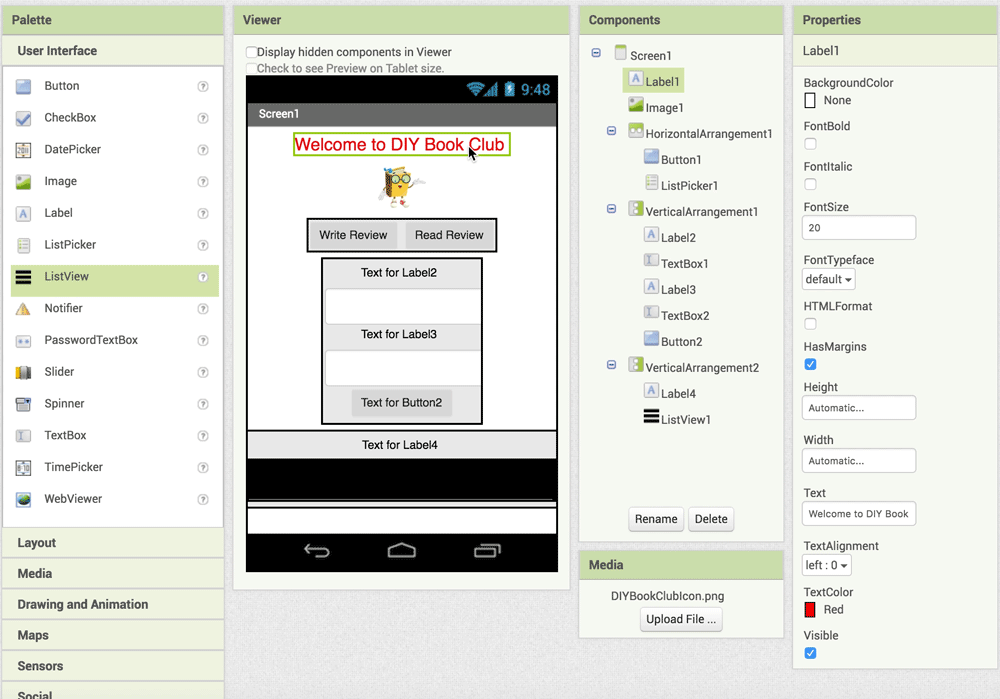 Palette
User Interface
Button
CheckBox
DatePicker
Image
Label
ListPicker
ListView
Notifier
PasswordTextBox
Slider
Spinner
TextBox
TimePicker
WebViewer
Layout
Media
Drawing and Animation
Maps
Sensors
Social
Viewer
Display hidden components in Viewer
Check to see Preview on Tablet size.
9:48
Screen1
Welcome to DIY Book Club
Write Review Read Review
Text for Label2
Text for Label3
Text for Button2
Text for Label4
Components
Screen1
A Label1
Image1
HorizontalArrangement1
Button1
ListPicker1
VerticalArrangement1
A Label2
TextBox1
A Label3
TextBox2
Button2
VerticalArrangement2
A Label4
ListView1
Rename Delete
Media
DIYBookClubIcon.png
Upload File ...
Properties
Label1
BackgroundColor
None
FontBold
FontItalic
FontSize
20
FontTypeface
default
HTMLFormat
HasMargins
Height
Automatic...
Width
Automatic...
Text
Welcome to DIY Book
TextAlignment
left : 0
TextColor
Red
Visible